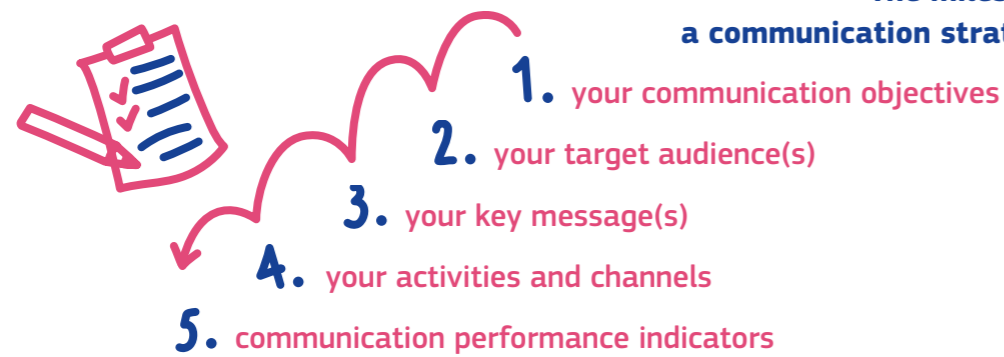 a communication
1. your communication objectives
2. your target audience(s)
3. your key message(s)
4. your activities and channels
5. communication performance indicators